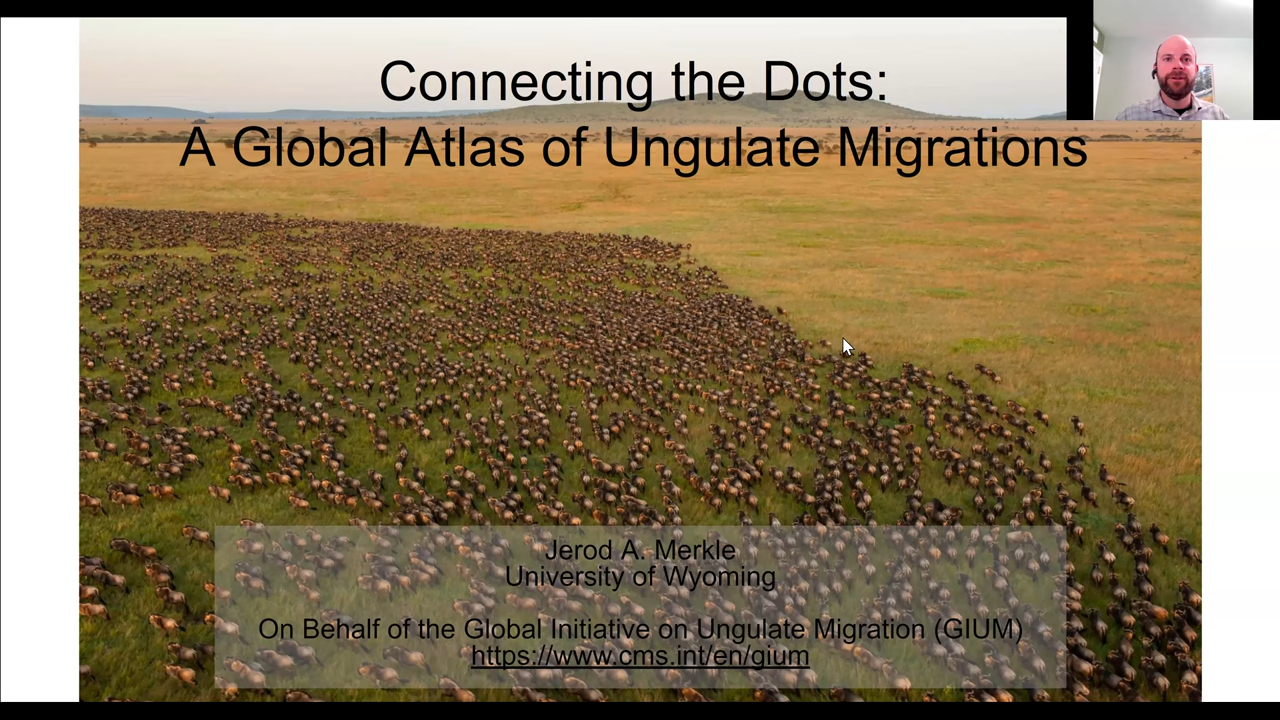 Connecting the Dots:
A Global Atlas of Ungulate Migrations
Jerod A. Merkle
University of Wyoming
On Behalf of the Global Initiative on Ungulate Migration (GIUM)
https://www.cms.int/en/gium